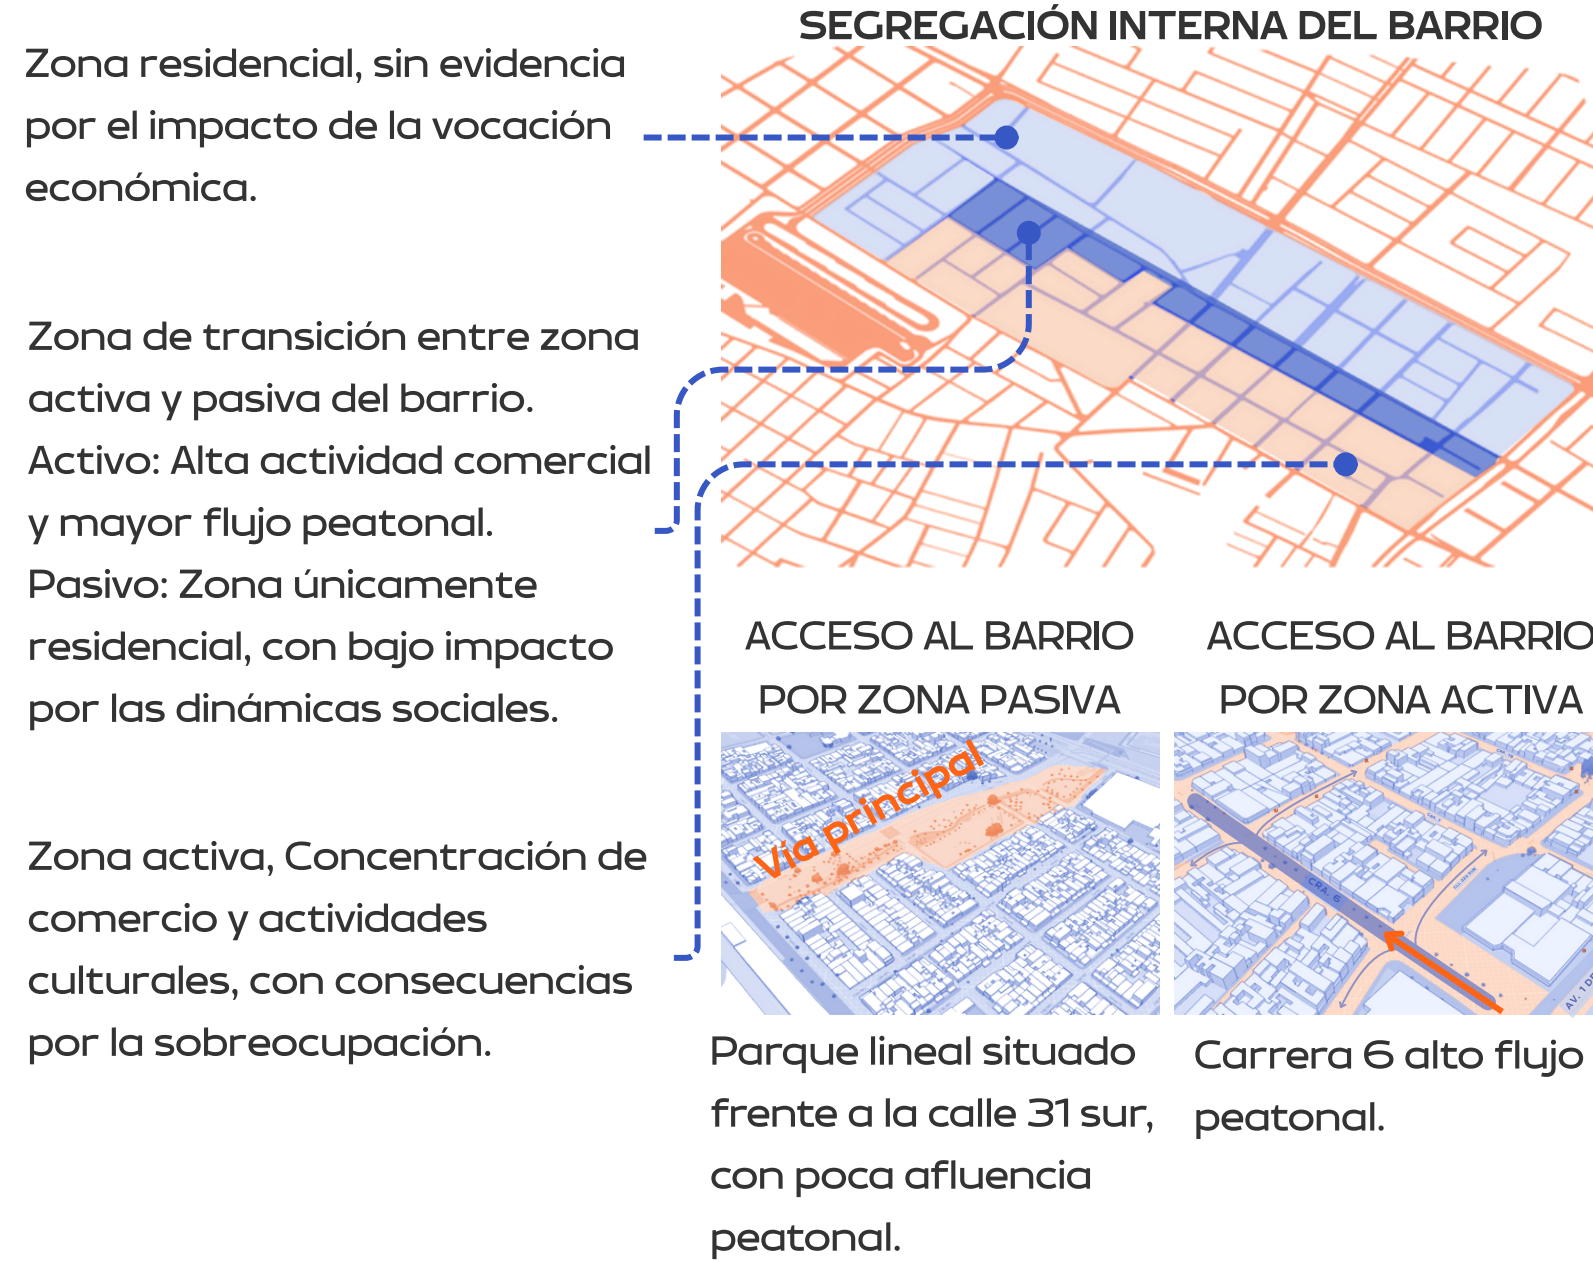 SEGREGACIÓN INTERNA DEL BARRIO
Zona residencial, sin evidencia
por el impacto de la vocación
económica.
Zona de transición entre zona
activa y pasiva del barrio.
Activo: Alta actividad comercial
y mayor flujo peatonal.
Pasivo: Zona únicamente
residencial, con bajo impacto
por las dinámicas sociales.
Zona activa, Concentración de
comercio y actividades
culturales, con consecuencias
por la sobreocupación.
ACCESO AL BARRIO
POR ZONA PASIVA
Vía principal
Parque lineal situado
frente a la calle 31 sur,
con poca afluencia
peatonal.
ACCESO AL BARRIO
POR ZONA ACTIVA
CRA. 6
AV. 1 DE
Carrera 6 alto flujo
peatonal.